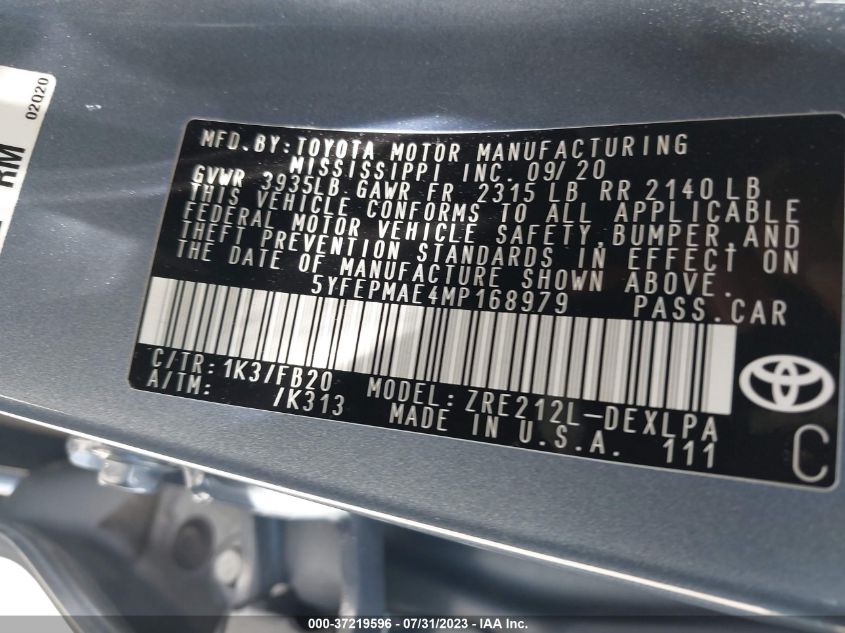 02Q20
RM
MFD. BY: TOYOTA MOTOR MANUFACTURING
MISSISSIPPI INC. 09/20
GVWR 3935LB GAWR FR 2315 LB RR 2140 LB
THIS VEHICLE CONFORMS TO ALL APPLICABLE
FEDERAL MOTOR VEHICLE SAFETY, BUMPER, AND
THEFT PREVENTION STANDARDS IN EFFECT ON
THE DATE OF MANUFACTURE SHOWN ABOVE.
5YFEPMAE4MP168979 PASS.CAR
C/TR: 1K3/FB20 MODEL: ZRE212L-DEXLPA
A/TM: /K313 MADE IN U.S.A. 111
C
000-37219596 - 07/31/2023 - IAA Inc.